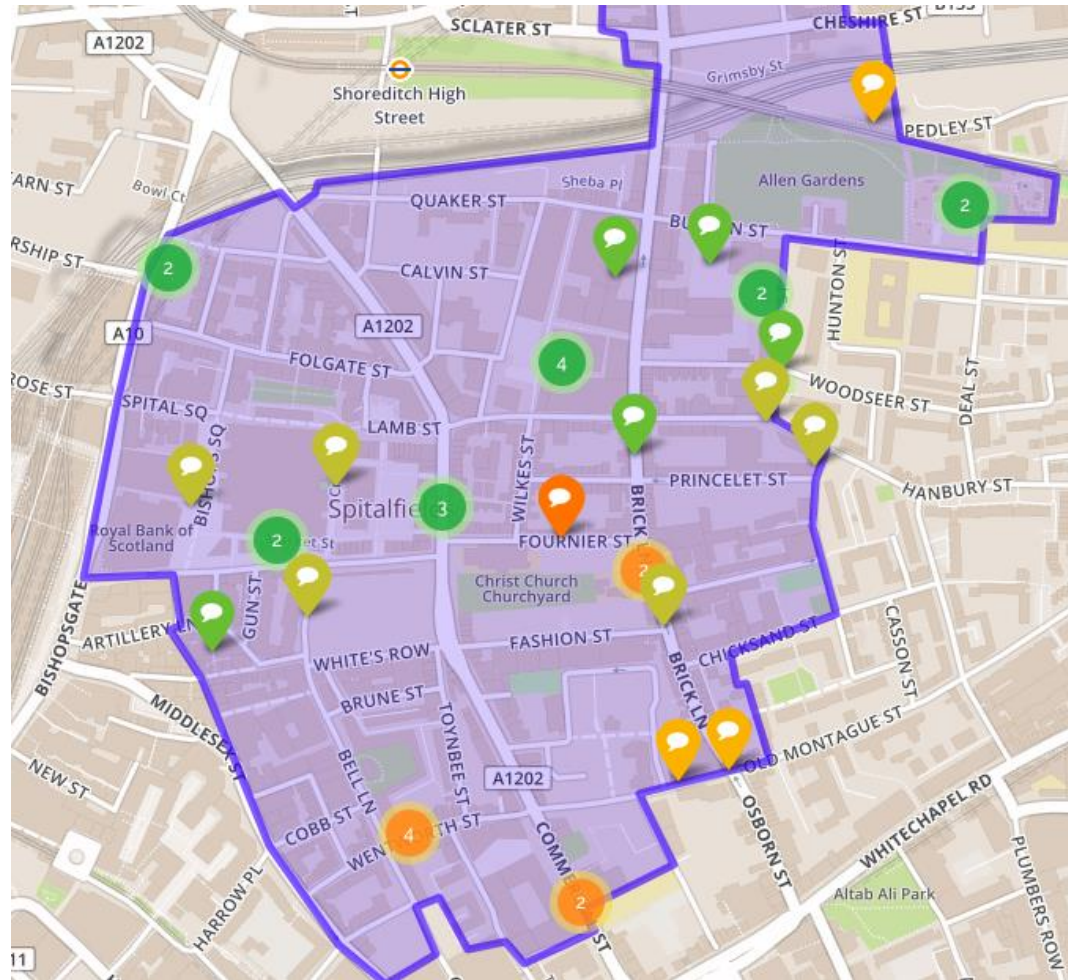 SCLATER ST
CHESHIRE ST
A1202
Grimsby St
Shoreditch High
Street
PEDLEY ST
Bowl Ct
Sheba Pl
Allen Gardens
QUAKER ST
2
2
CALVIN ST
2
HUNTON ST
A10
A1202
4
FOLGATE ST
WOODSEER ST
DEAL ST
SPITAL SQ
LAMB ST
WILKES ST
PRINCELET ST
HANBURY ST
BISHOP'S SQ
3
BRICK
Royal Bank of
Scotland
2
FOURNIER ST
2
Christ Church
Churchyard
GUN ST
ARTILLERY LN
FASHION ST
CHICKSAND ST
CASSON ST
BISHOPSGATE
WHITE'S ROW
BRICK LN
BRUNE ST
MIDDLESEX ST
TOYNBEE ST
OLD MONTAGUE ST
NEW ST
BELL LN
A1202
COBB ST
4
OSBORN ST
WHITECHAPEL RD
HARROW PL
PLUMBERS ROW
2
Altab Ali Park
11